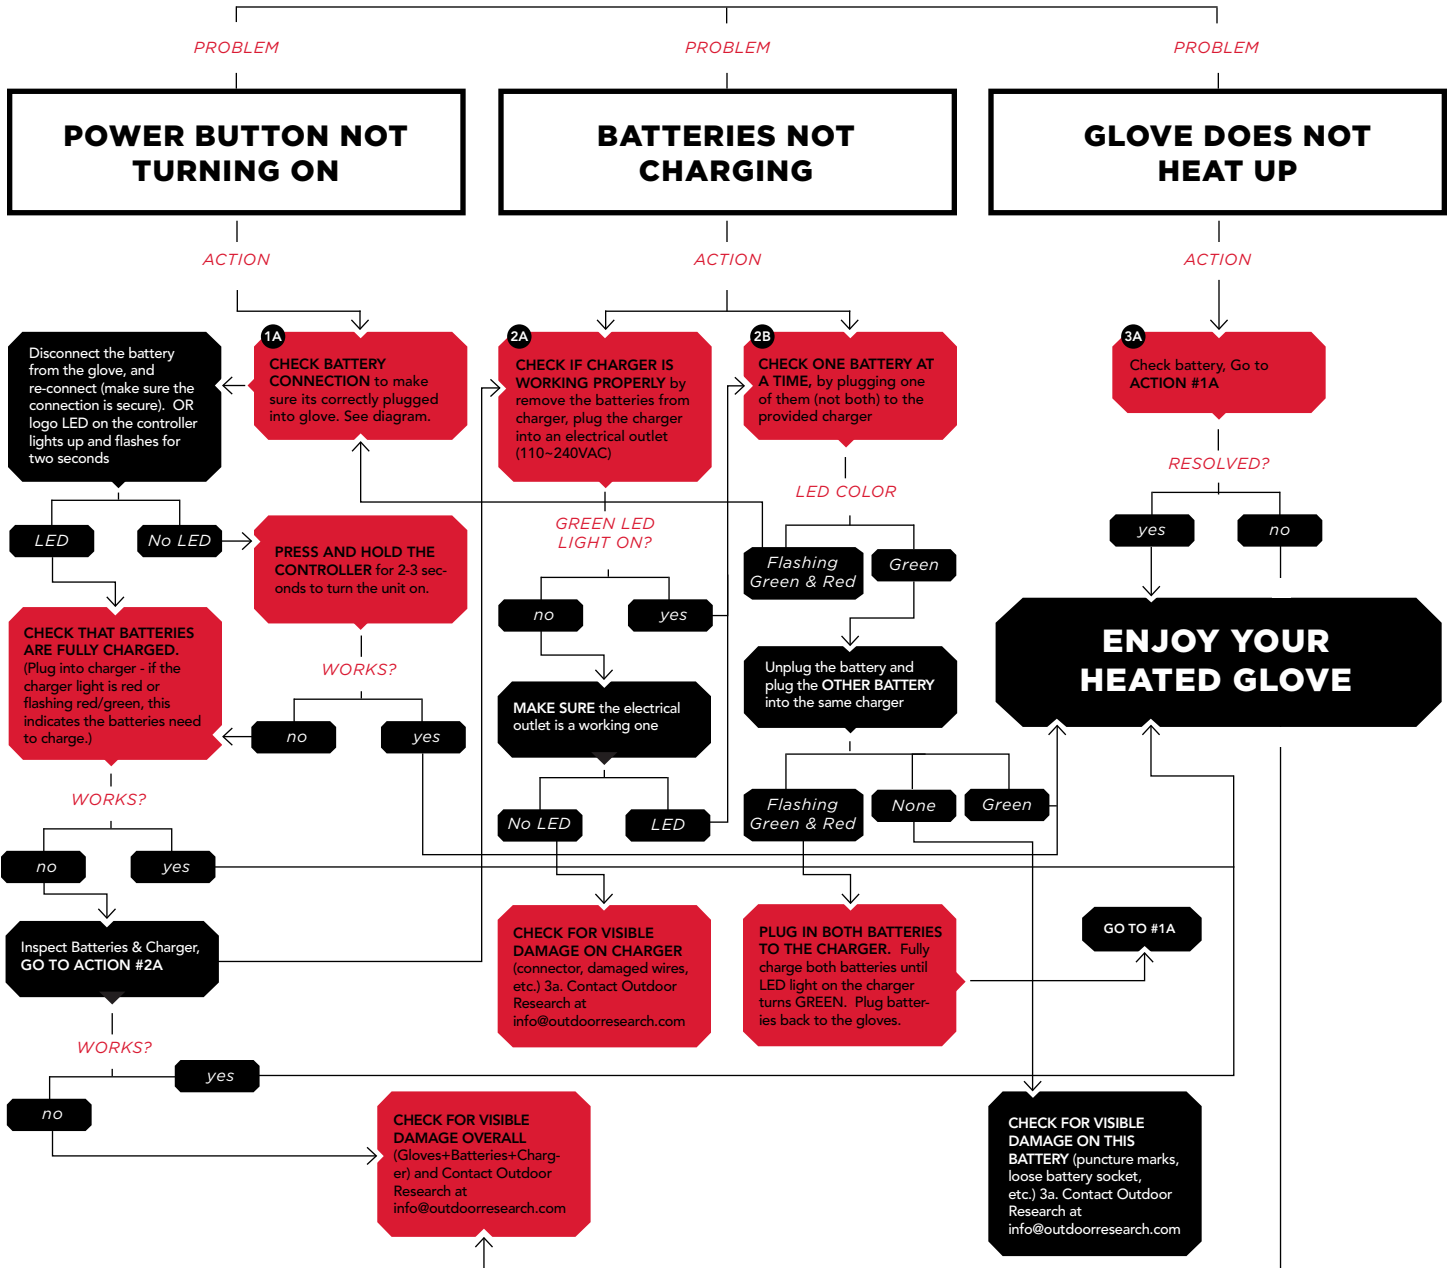 PROBLEM
PROBLEM
PROBLEM
POWER BUTTON NOT
TURNING ON
BATTERIES NOT
CHARGING
GLOVE DOES NOT
HEAT UP
ACTION
ACTION
ACTION
Disconnect the battery
from the glove, and
re-connect (make sure the
connection is secure). OR
logo LED on the controller
lights up and flashes for
two seconds
1A
CHECK BATTERY
CONNECTION to make
sure its correctly plugged
into glove. See diagram.
2A
CHECK IF CHARGER IS
WORKING PROPERLY by
remove the batteries from
charger, plug the charger
into an electrical outlet
(110~240VAC)
2B
CHECK ONE BATTERY AT
A TIME, by plugging one
of them (not both) to the
provided charger
3A
Check battery, Go to
ACTION #1A
RESOLVED?
yes
no
LED
No LED
PRESS AND HOLD THE
CONTROLLER for 2-3 sec-
onds to turn the unit on.
GREEN LED
LIGHT ON?
no
yes
LED COLOR
Flashing
Green & Red
Green
ENJOY YOUR
HEATED GLOVE
CHECK THAT BATTERIES
ARE FULLY CHARGED.
(Plug into charger - if the
charger light is red or
flashing red/green, this
indicates the batteries need
to charge.)
WORKS?
no
yes
MAKE SURE the electrical
outlet is a working one
Unplug the battery and
plug the OTHER BATTERY
into the same charger
WORKS?
no
yes
No LED
LED
Flashing
Green & Red
None
Green
Inspect Batteries & Charger,
GO TO ACTION #2A
CHECK FOR VISIBLE
DAMAGE ON CHARGER
(connector, damaged wires,
etc.) 3a. Contact Outdoor
Research at
info@outdoorresearch.com
PLUG IN BOTH BATTERIES
TO THE CHARGER. Fully
charge both batteries until
LED light on the charger
turns GREEN. Plug batter-
ies back to the gloves.
GO TO #1A
WORKS?
yes
no
CHECK FOR VISIBLE
DAMAGE OVERALL
(Gloves+Batteries+Charg-
er) and Contact Outdoor
Research at
info@outdoorresearch.com
CHECK FOR VISIBLE
DAMAGE ON THIS
BATTERY (puncture marks,
loose battery socket,
etc.) 3a. Contact Outdoor
Research at
info@outdoorresearch.com